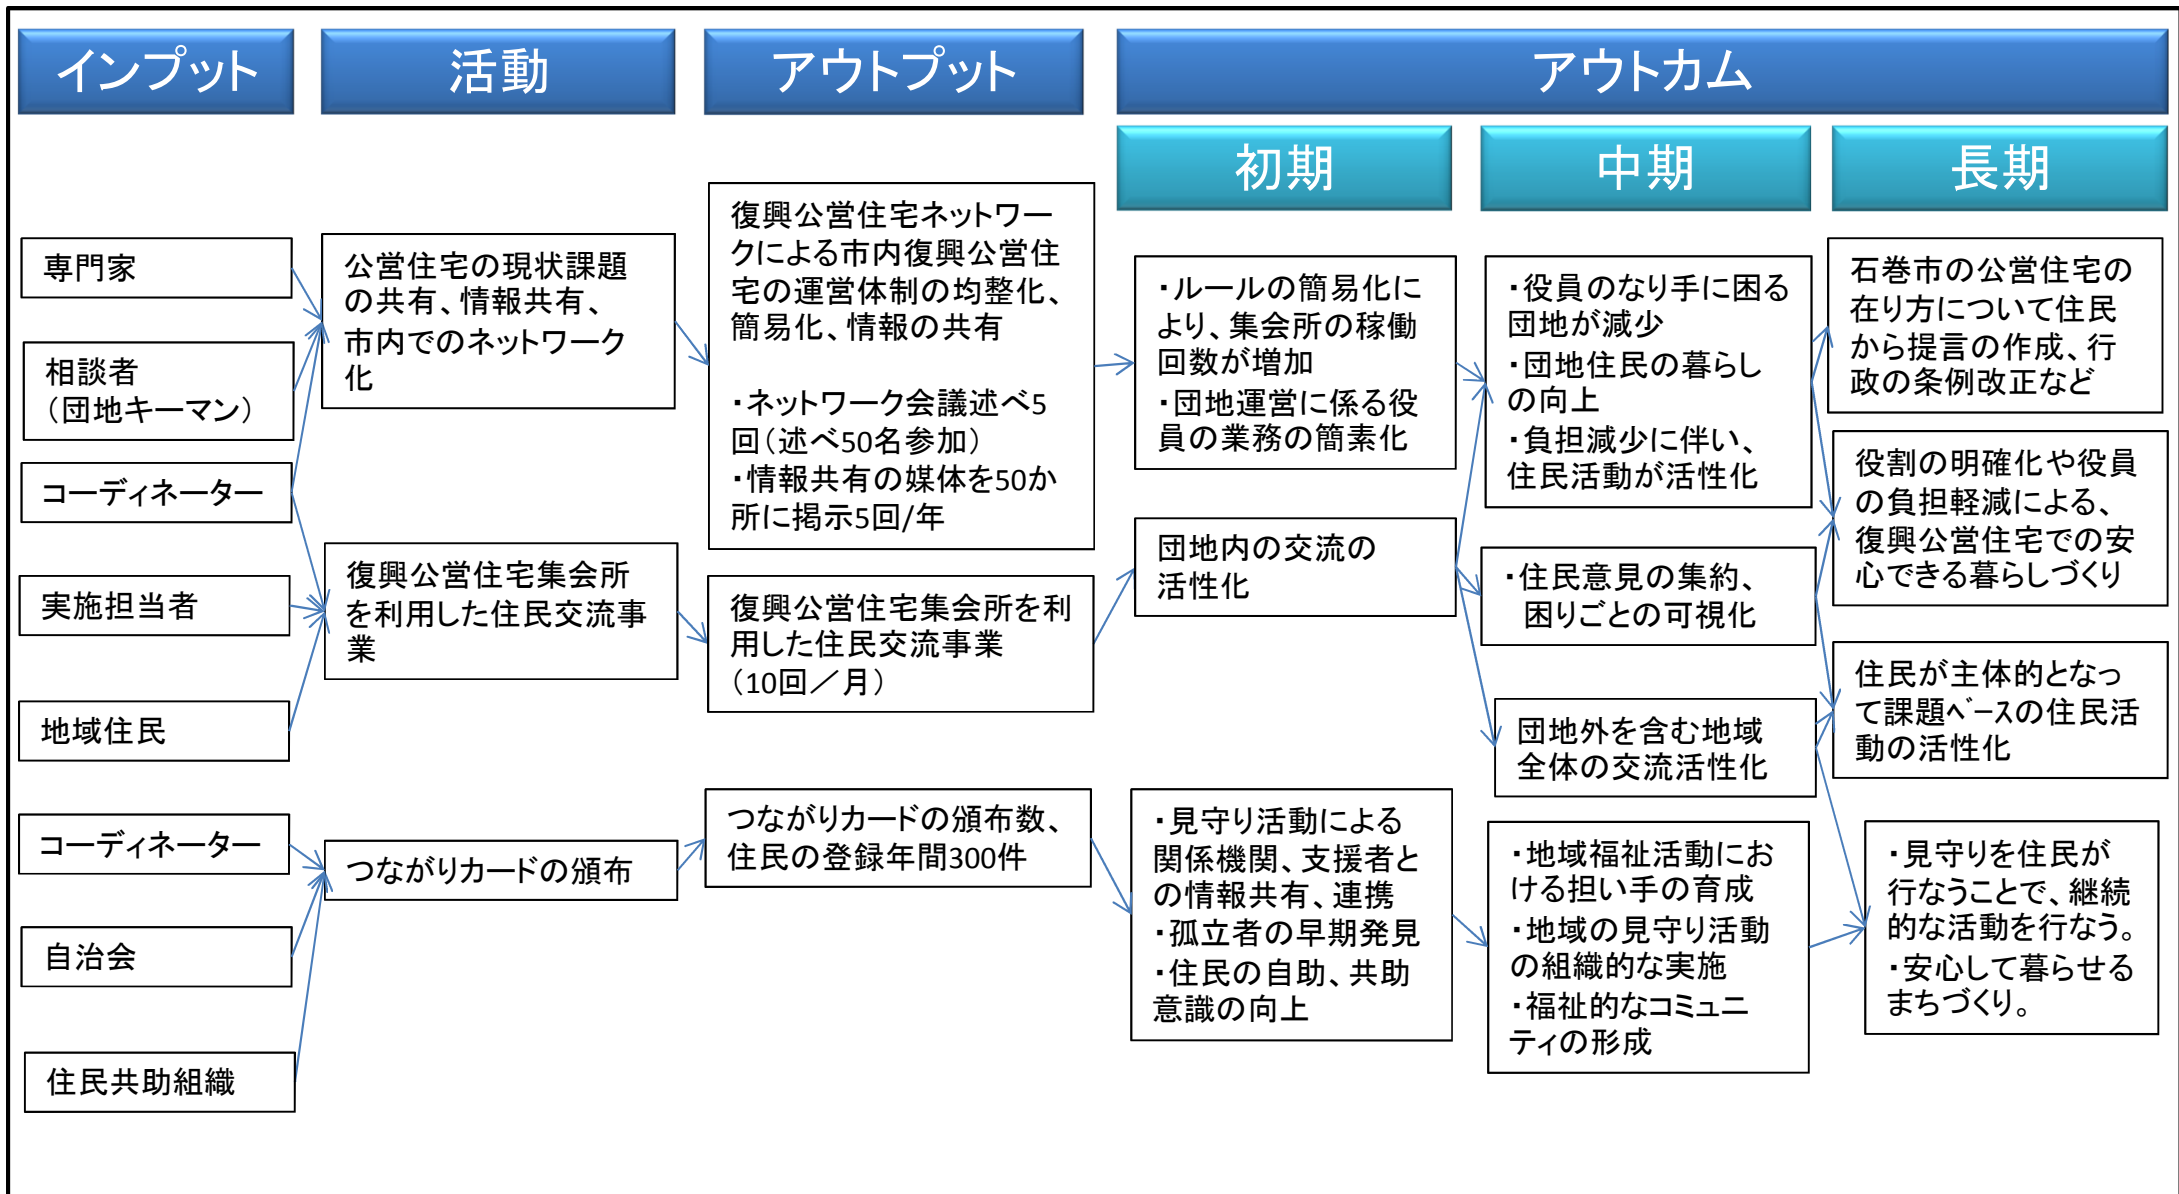 インプット
活動
アウトプット
アウトカム
初期
中期
長期
専門家
相談者
（団地キーマン）
コーディネーター
実施担当者
地域住民
コーディネーター
自治会
住民共助組織
公営住宅の現状課題
の共有、情報共有、
市内でのネットワーク
化
復興公営住宅集会所
を利用した住民交流事
業
つながりカードの頒布
復興公営住宅ネットワー
クによる市内復興公営住
宅の運営体制の均整化、
簡易化、情報の共有
・ネットワーク会議述べ5
回（述べ50名参加）
・情報共有の媒体を50か
所に掲示5回/年
復興公営住宅集会所を利
用した住民交流事業
（10回／月）
つながりカードの頒布数、
住民の登録年間300件
・ルールの簡易化に
より、集会所の稼働
回数が増加
・団地運営に係る役
員の業務の簡素化
団地内の交流の
活性化
・見守り活動による
関係機関、支援者と
の情報共有、連携
・孤立者の早期発見
・住民の自助、共助
意識の向上
・役員のなり手に困る
団地が減少
・団地住民の暮らし
の向上
・負担減少に伴い、
住民活動が活性化
・住民意見の集約、
困りごとの可視化
団地外を含む地域
全体の交流活性化
・地域福祉活動にお
ける担い手の育成
・地域の見守り活動
の組織的な実施
・福祉的なコミュニ
ティの形成
石巻市の公営住宅の
在り方について住民
から提言の作成、行
政の条例改正など
役割の明確化や役員
の負担軽減による、
復興公営住宅での安
心できる暮らしづくり
住民が主体的となっ
て課題ﾍﾞｰｽの住民活
動の活性化
・見守りを住民が
行なうことで、継続
的な活動を行なう。
・安心して暮らせる
まちづくり。